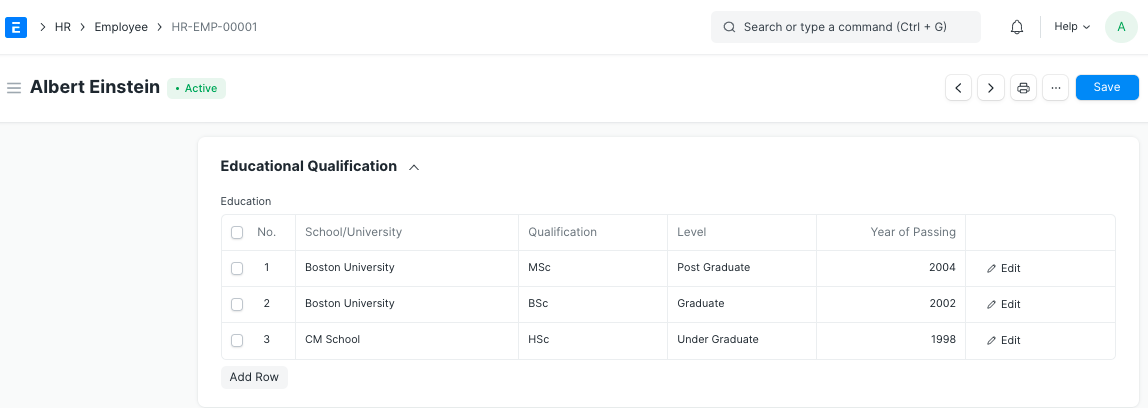 E > HR > Employee > HR-EMP-00001 Search or type a command (Ctrl + G) Help A
Albert Einstein • Active ··· Save
Educational Qualification
Education
No. School/University Qualification Level Year of Passing
1 Boston University MSc Post Graduate 2004 Edit
2 Boston University BSc Graduate 2002 Edit
3 CM School HSc Under Graduate 1998 Edit
Add Row